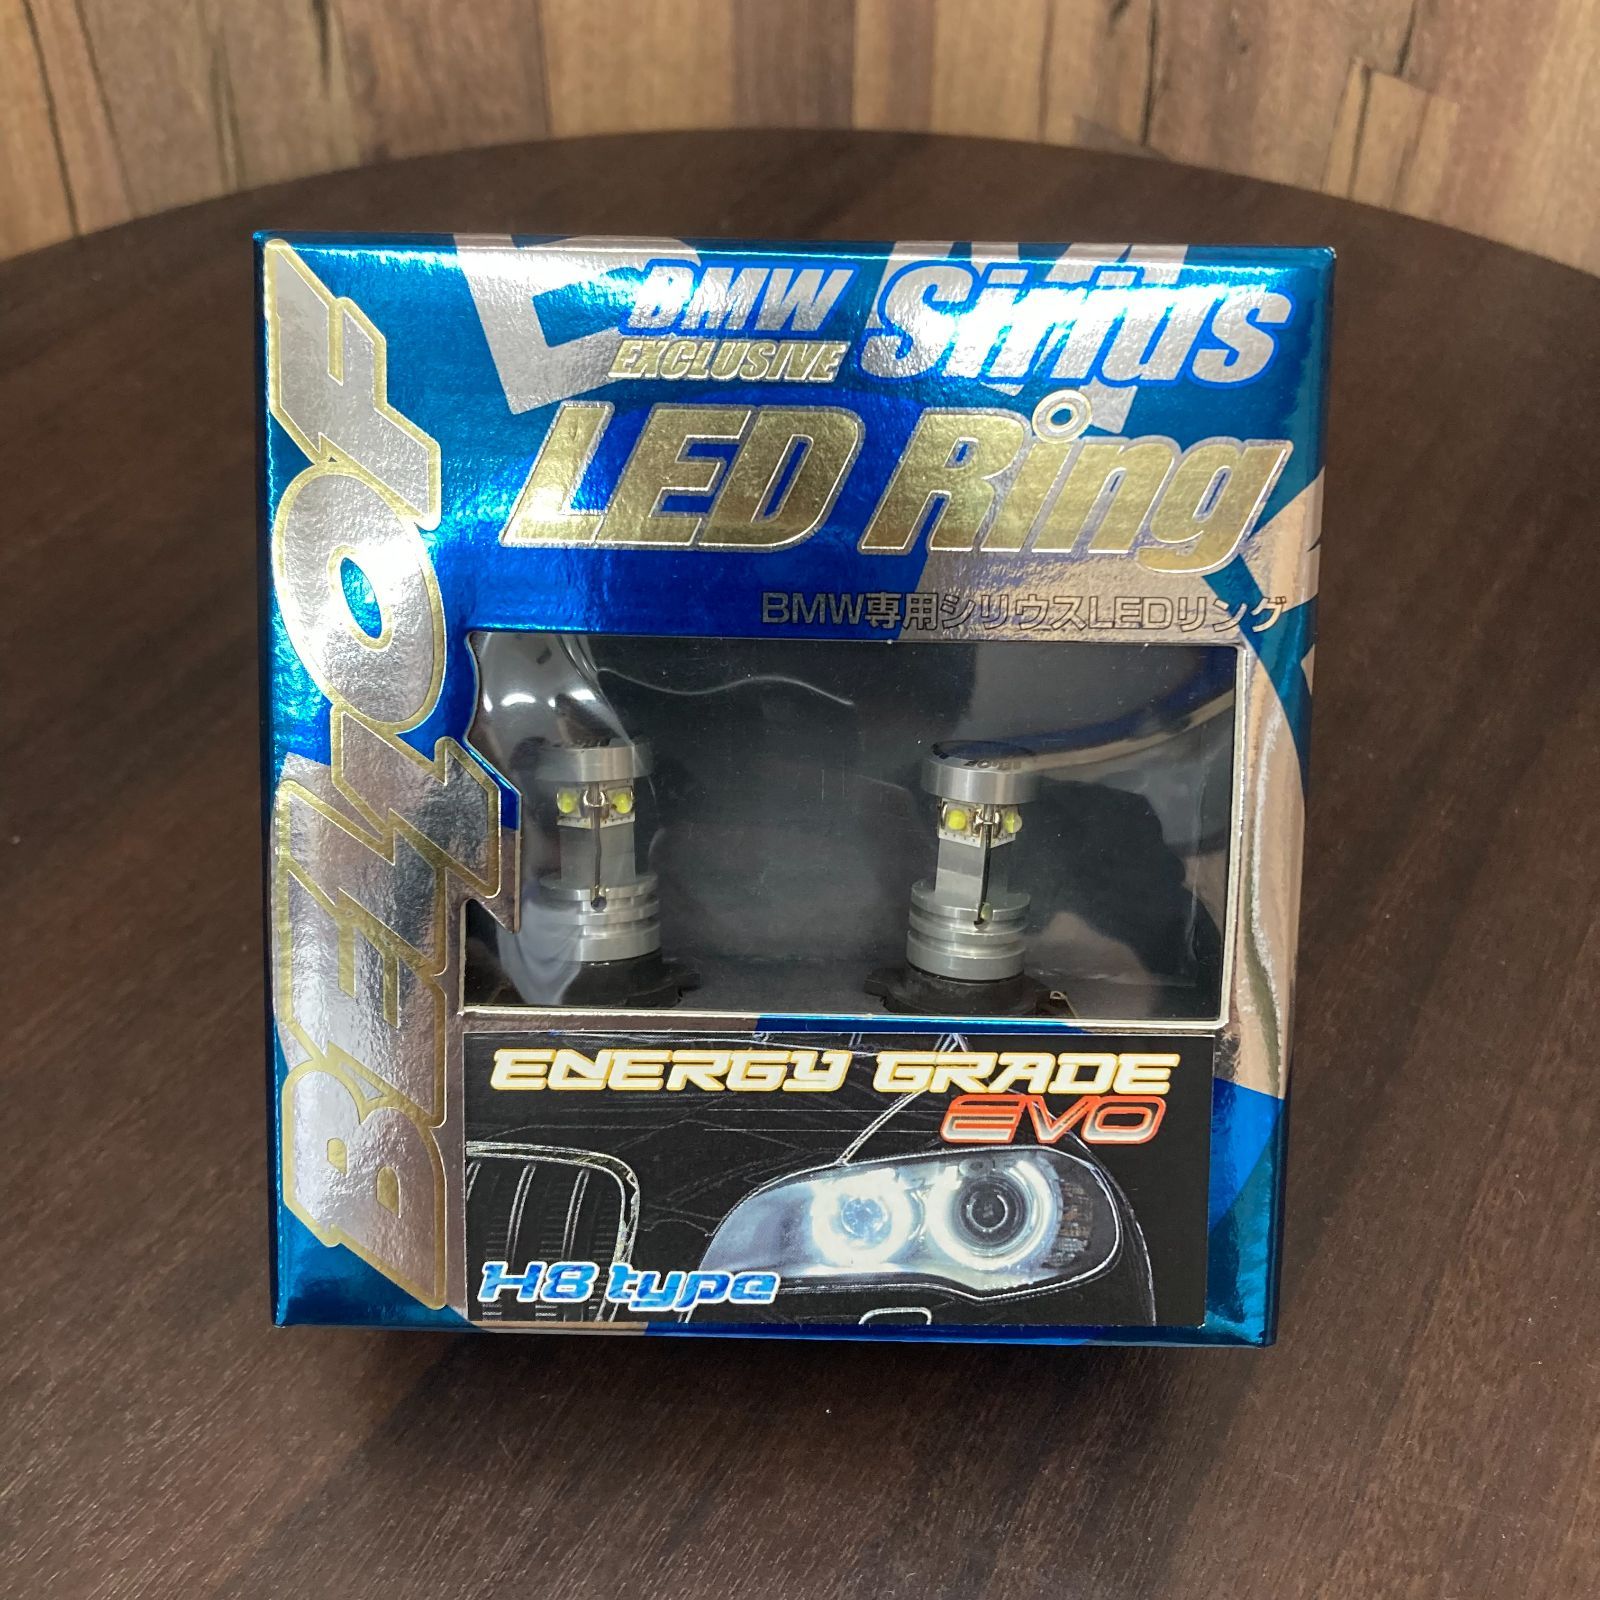 BELLOF
BMW Sirius
EXCLUSIVE
LED Ring
BMW専用シリウスLEDリング
ENERGY GRADE
EVO
H8 type